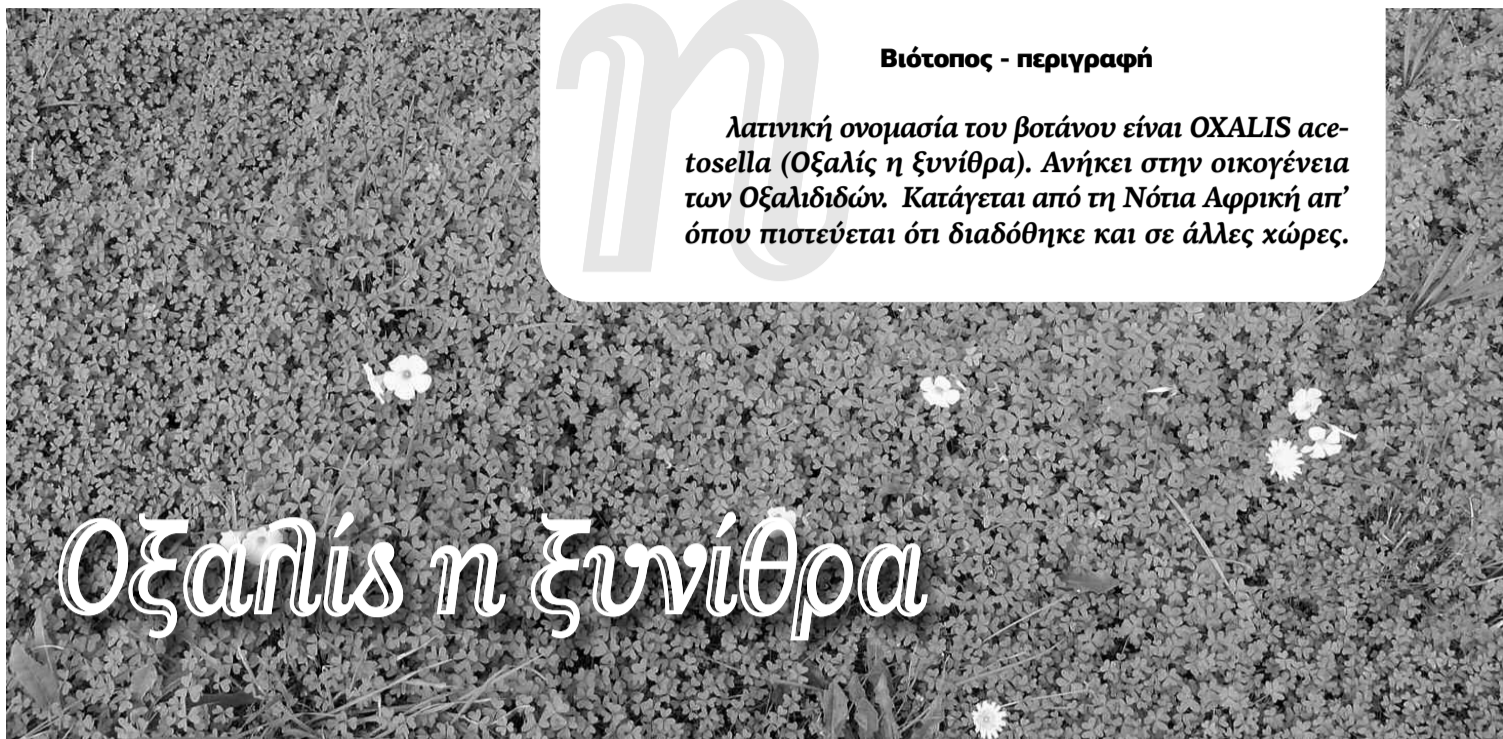 Βιότοπος - περιγραφή
η
λατινική ονομασία του βοτάνου είναι OXALIS ace-
tosella (Οξαλίς η ξυνίθρα). Ανήκει στην οικογένεια
των Οξαλιδιδών. Κατάγεται από τη Νότια Αφρική απ’
όπου πιστεύεται ότι διαδόθηκε και σε άλλες χώρες.
Οξαλίς η ξυνίθρα